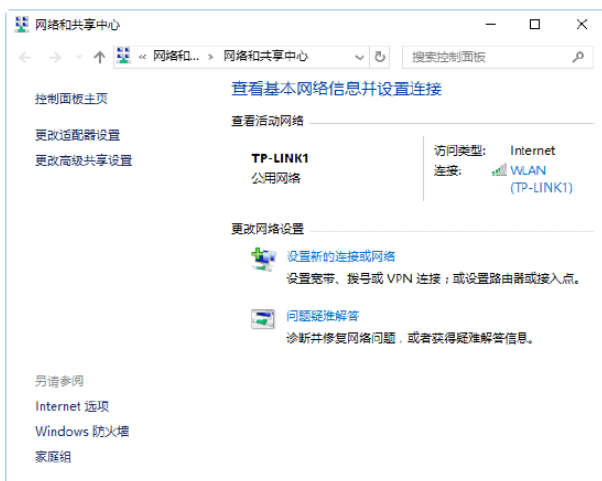 网络和共享中心
« 网络和... › 网络和共享中心
搜索控制面板
控制面板主页
更改适配器设置
更改高级共享设置
查看基本网络信息并设置连接
查看活动网络
TP-LINK1
公用网络
访问类型: Internet
连接: WLAN
(TP-LINK1)
更改网络设置
设置新的连接或网络
设置宽带、拨号或 VPN 连接；或设置路由器或接入点。
问题疑难解答
诊断并修复网络问题，或者获得疑难解答信息。
另请参阅
Internet 选项
Windows 防火墙
家庭组